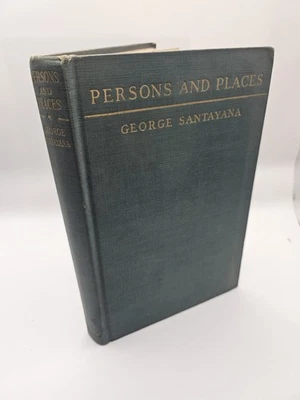 PERSONS
AND
PLACES
GEORGE
SANTAYANA
PERSONS AND PLACES
GEORGE SANTAYANA